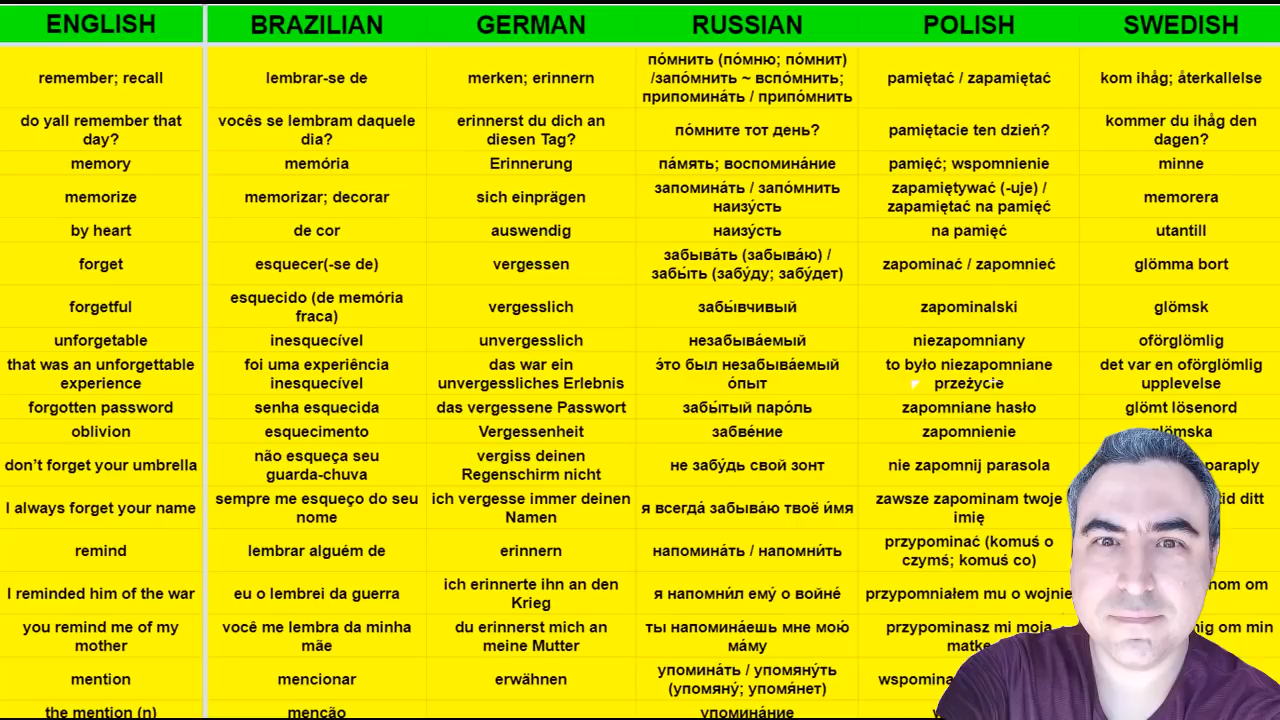 ENGLISH BRAZILIAN GERMAN RUSSIAN POLISH SWEDISH
remember; recall
lembrar-se de
merken; erinnern
по́мнить (по́мню; по́мнит)
/запо́мнить ~ вспо́мнить;
припомина́ть / припо́мнить
pamiętać / zapamiętać
kom ihåg; återkallelse
do yall remember that
day?
vocês se lembram daquele
dia?
erinnerst du dich an
diesen Tag?
по́мните тот день?
pamiętacie ten dzień?
kommer du ihåg den
dagen?
memory
memória
Erinnerung
па́мять; воспомина́ние
pamięć; wspomnienie
minne
memorize
memorizar; decorar
sich einprägen
запомина́ть / запо́мнить
наизу́сть
zapamiętywać (-uje) /
zapamiętać na pamięć
memorera
by heart
de cor
auswendig
наизу́сть
na pamięć
utantill
forget
esquecer(-se de)
vergessen
забыва́ть (забыва́ю) /
забы́ть (забу́ду; забу́дет)
zapominać / zapomnieć
glömma bort
forgetful
esquecido (de memória
fraca)
vergesslich
забы́вчивый
zapominalski
glömsk
unforgetable
inesquecível
unvergesslich
незабыва́емый
niezapomniany
oförglömlig
that was an unforgettable
experience
foi uma experiência
inesquecível
das war ein
unvergessliches Erlebnis
э́то был незабыва́емый
о́пыт
to było niezapomniane
przeżycie
det var en oförglömlig
upplevelse
forgotten password
senha esquecida
das vergessene Passwort
забы́тый паро́ль
zapomniane hasło
glömt lösenord
oblivion
esquecimento
Vergessenheit
забве́ние
zapomnienie
glömska
don’t forget your umbrella
não esqueça seu
guarda-chuva
vergiss deinen
Regenschirm nicht
не забу́дь свой зонт
nie zapomnij parasola
paraply
I always forget your name
sempre me esqueço do seu
nome
ich vergesse immer deinen
Namen
я всегда́ забыва́ю твоё и́мя
zawsze zapominam twoje
imię
ditt
remind
lembrar alguém de
erinnern
напомина́ть / напомни́ть
przypominać (komuś o
czymś; komuś co)
I reminded him of the war
eu o lembrei da guerra
ich erinnerte ihn an den
Krieg
я напомни́л ему́ о войне́
przypomniałem mu o wojnie
om
you remind me of my
mother
você me lembra da minha
mãe
du erinnerst mich an
meine Mutter
ты напомина́ешь мне мою́
ма́му
przypominasz mi moją
om min
mention
mencionar
erwähnen
упомина́ть / упомяну́ть
(упомяну́; упомя́нет)
the mention (n)
menção
упомина́ние